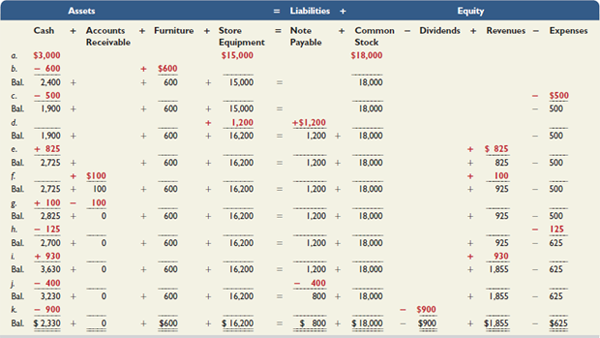 Assets = Liabilities + Equity
Cash + Accounts + Furniture + Store = Note + Common − Dividends + Revenues − Expenses
Receivable Equipment Payable Stock
a. $3,000 $15,000 $18,000
b. − 600 + $600
Bal. 2,400 + + 600 + 15,000 = 18,000
c. − 500 − $500
Bal. 1,900 + + 600 + 15,000 = 18,000 − 500
d. + 1,200 +$1,200
Bal. 1,900 + + 600 + 16,200 = 1,200 + 18,000 − 500
e. + 825 + $ 825
Bal. 2,725 + + 600 + 16,200 = 1,200 + 18,000 + 825 − 500
f. + $100 + 100
Bal. 2,725 + 100 + 600 + 16,200 = 1,200 + 18,000 + 925 − 500
g. + 100 − 100
Bal. 2,825 + 0 + 600 + 16,200 = 1,200 + 18,000 + 925 − 500
h. − 125 − 125
Bal. 2,700 + 0 + 600 + 16,200 = 1,200 + 18,000 + 925 − 625
i. + 930 + 930
Bal. 3,630 + 0 + 600 + 16,200 = 1,200 + 18,000 + 1,855 − 625
j. − 400 − 400
Bal. 3,230 + 0 + 600 + 16,200 = 800 + 18,000 + 1,855 − 625
k. − 900 − $900
Bal. $ 2,330 + 0 + $600 + $ 16,200 = $ 800 + $ 18,000 − $900 + $1,855 − $625